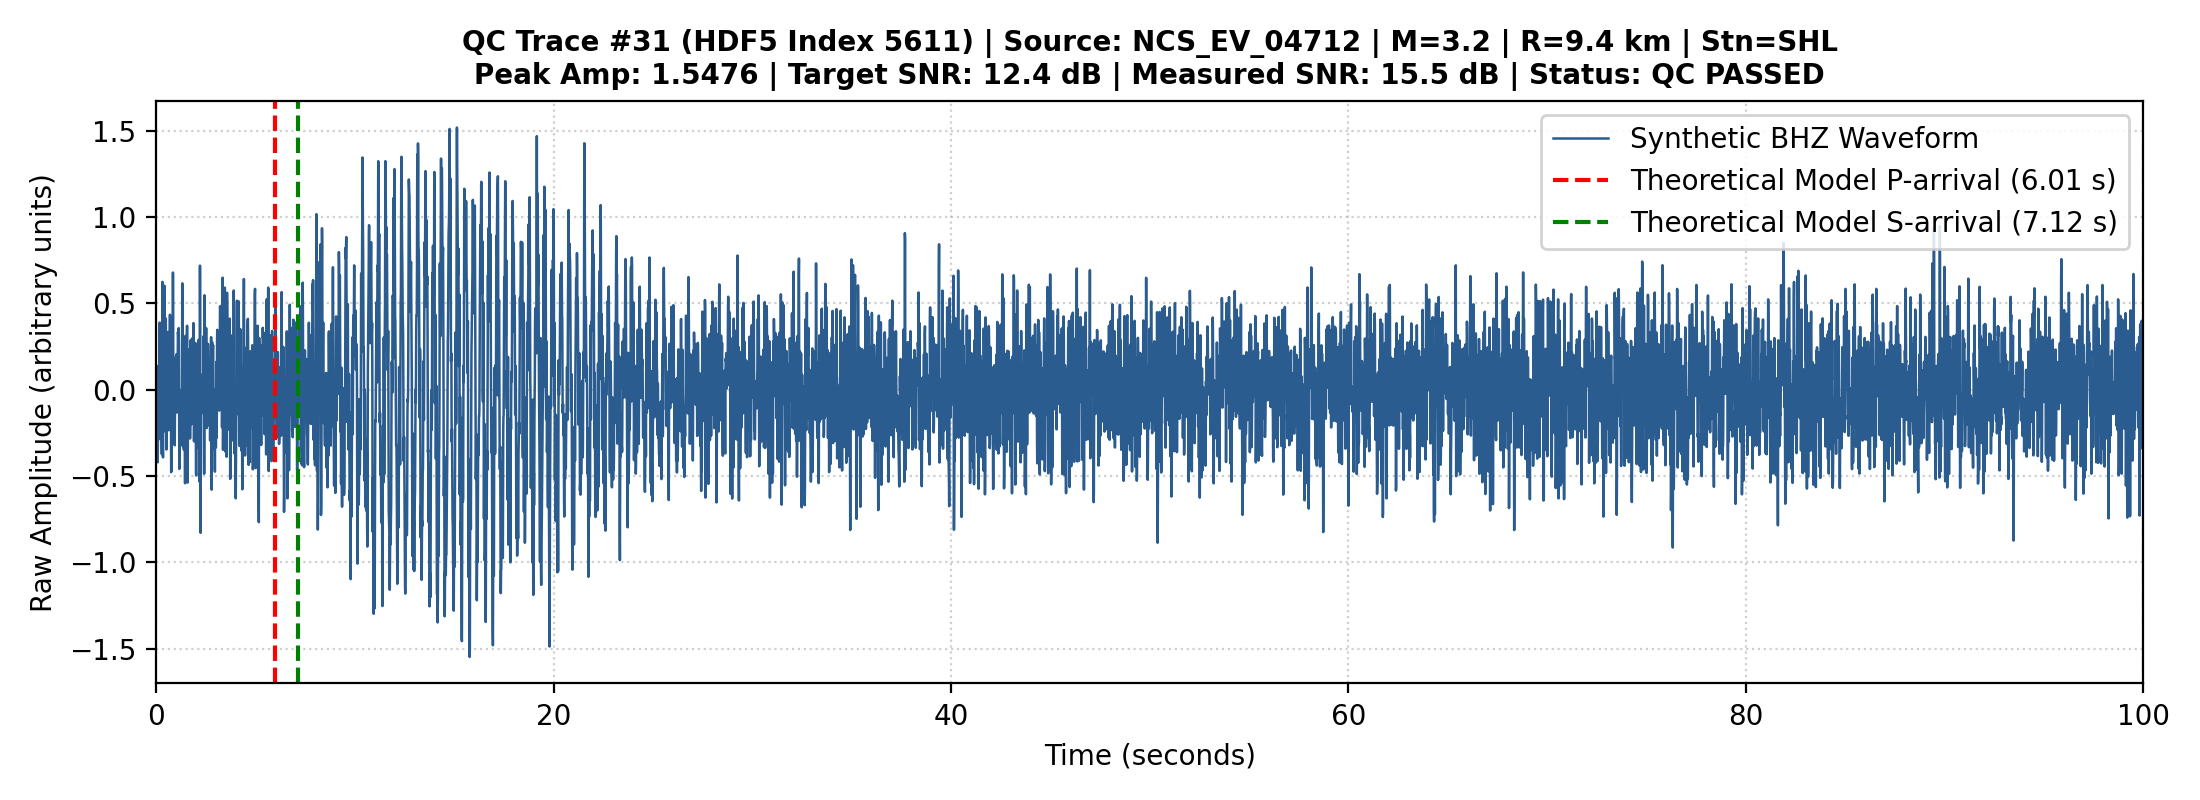 QC Trace #31 (HDF5 Index 5611) | Source: NCS_EV_04712 | M=3.2 | R=9.4 km | Stn=SHL
Peak Amp: 1.5476 | Target SNR: 12.4 dB | Measured SNR: 15.5 dB | Status: QC PASSED
Synthetic BHZ Waveform
Theoretical Model P-arrival (6.01 s)
Theoretical Model S-arrival (7.12 s)
Raw Amplitude (arbitrary units)
1.5
1.0
0.5
0.0
−0.5
−1.0
−1.5
0 20 40 60 80 100
Time (seconds)